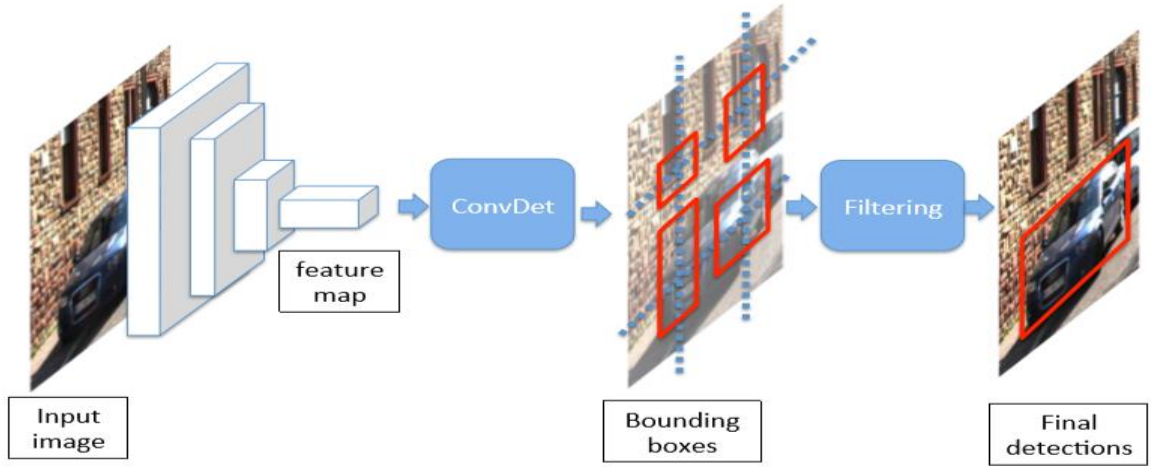 ConvDet
Filtering
feature
map
Input
image
Bounding
boxes
Final
detections